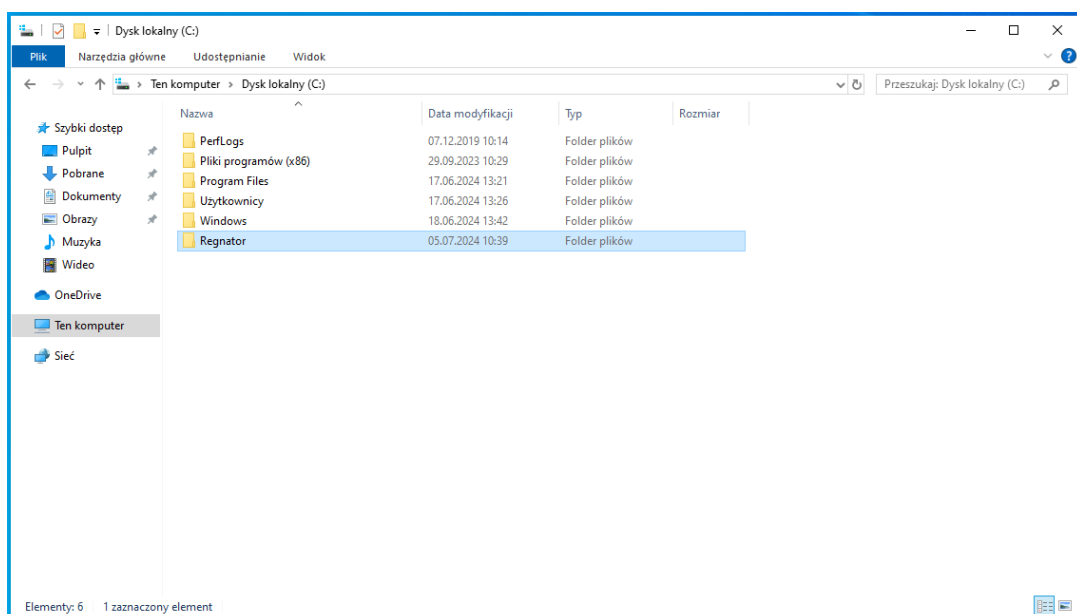 Dysk lokalny (C:)
Plik Narzędzia główne Udostępnianie Widok
Ten komputer Dysk lokalny (C:) Przeszukaj: Dysk lokalny (C:)
Szybki dostęp
Pulpit
Pobrane
Dokumenty
Obrazy
Muzyka
Wideo
OneDrive
Ten komputer
Sieć
Nazwa Data modyfikacji Typ Rozmiar
PerfLogs 07.12.2019 10:14 Folder plików
Pliki programów (x86) 29.09.2023 10:29 Folder plików
Program Files 17.06.2024 13:21 Folder plików
Użytkownicy 17.06.2024 13:26 Folder plików
Windows 18.06.2024 13:42 Folder plików
Regnator 05.07.2024 10:39 Folder plików
Elementy: 6 1 zaznaczony element